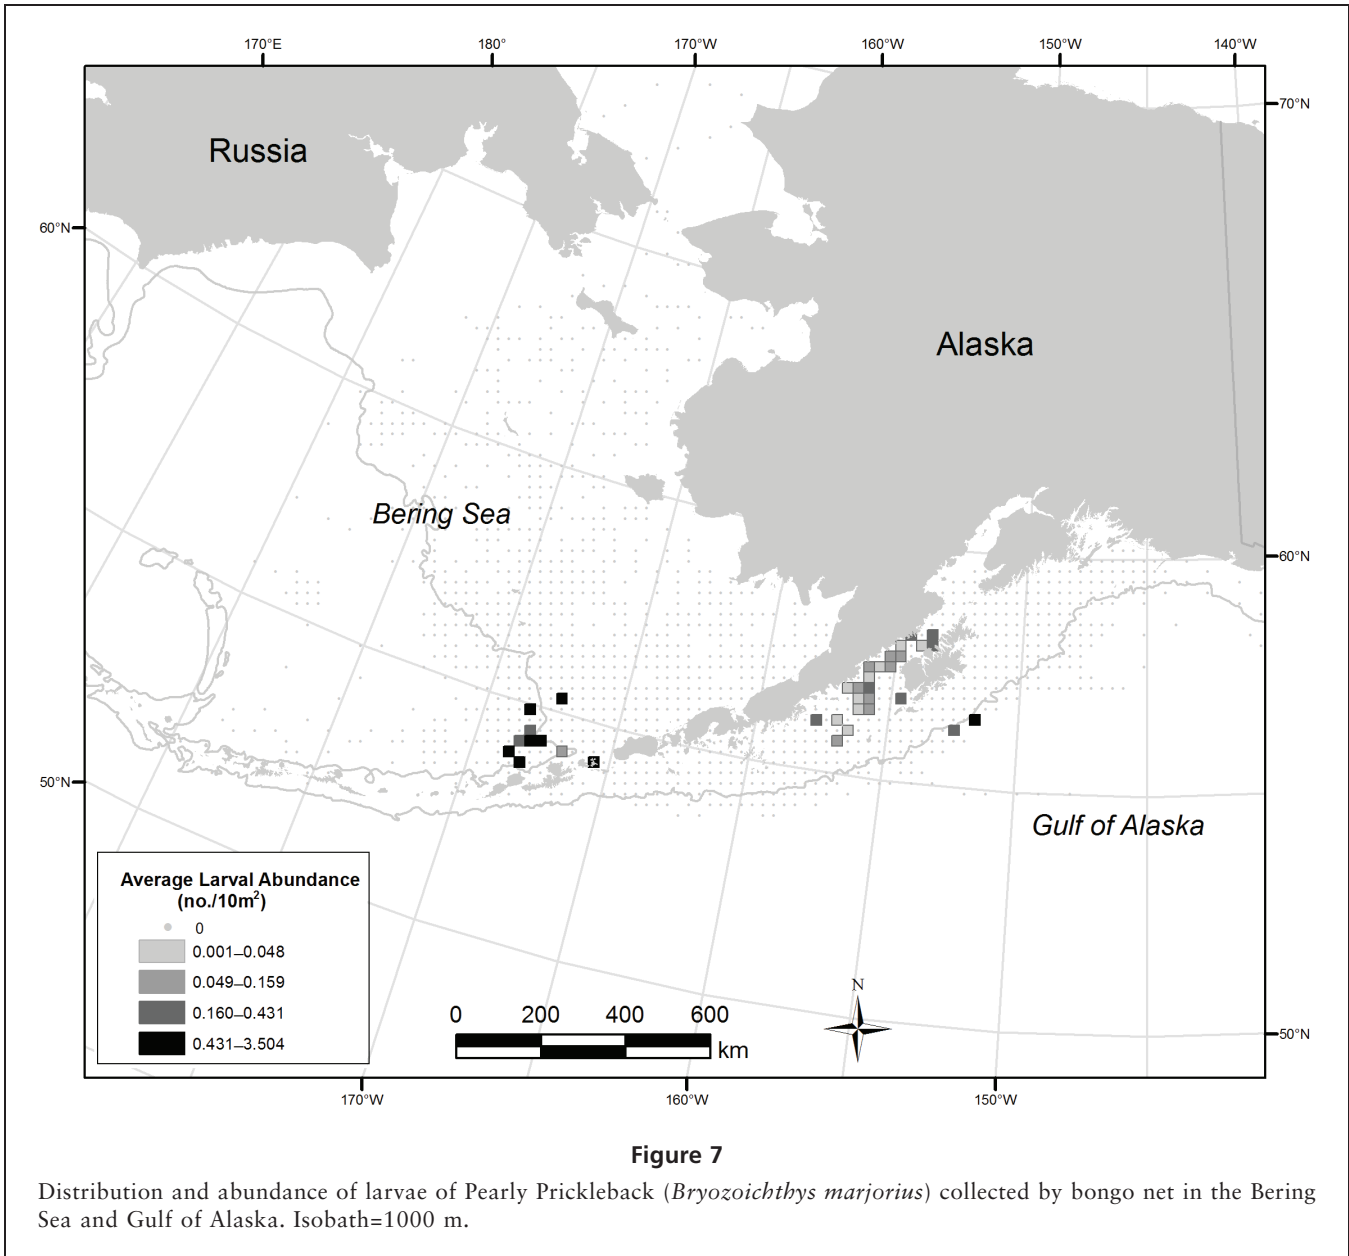 170°E 180° 170°W 160°W 150°W 140°W
70°N
Russia
60°N
Alaska
Bering Sea
60°N
50°N
Gulf of Alaska
Average Larval Abundance
(no./10m²)
0
0.001–0.048
0.049–0.159
0.160–0.431
0.431–3.504
N
0 200 400 600
km
50°N
170°W 160°W 150°W
Figure 7
Distribution and abundance of larvae of Pearly Prickleback (Bryozoichthys marjorius) collected by bongo net in the Bering
Sea and Gulf of Alaska. Isobath=1000 m.